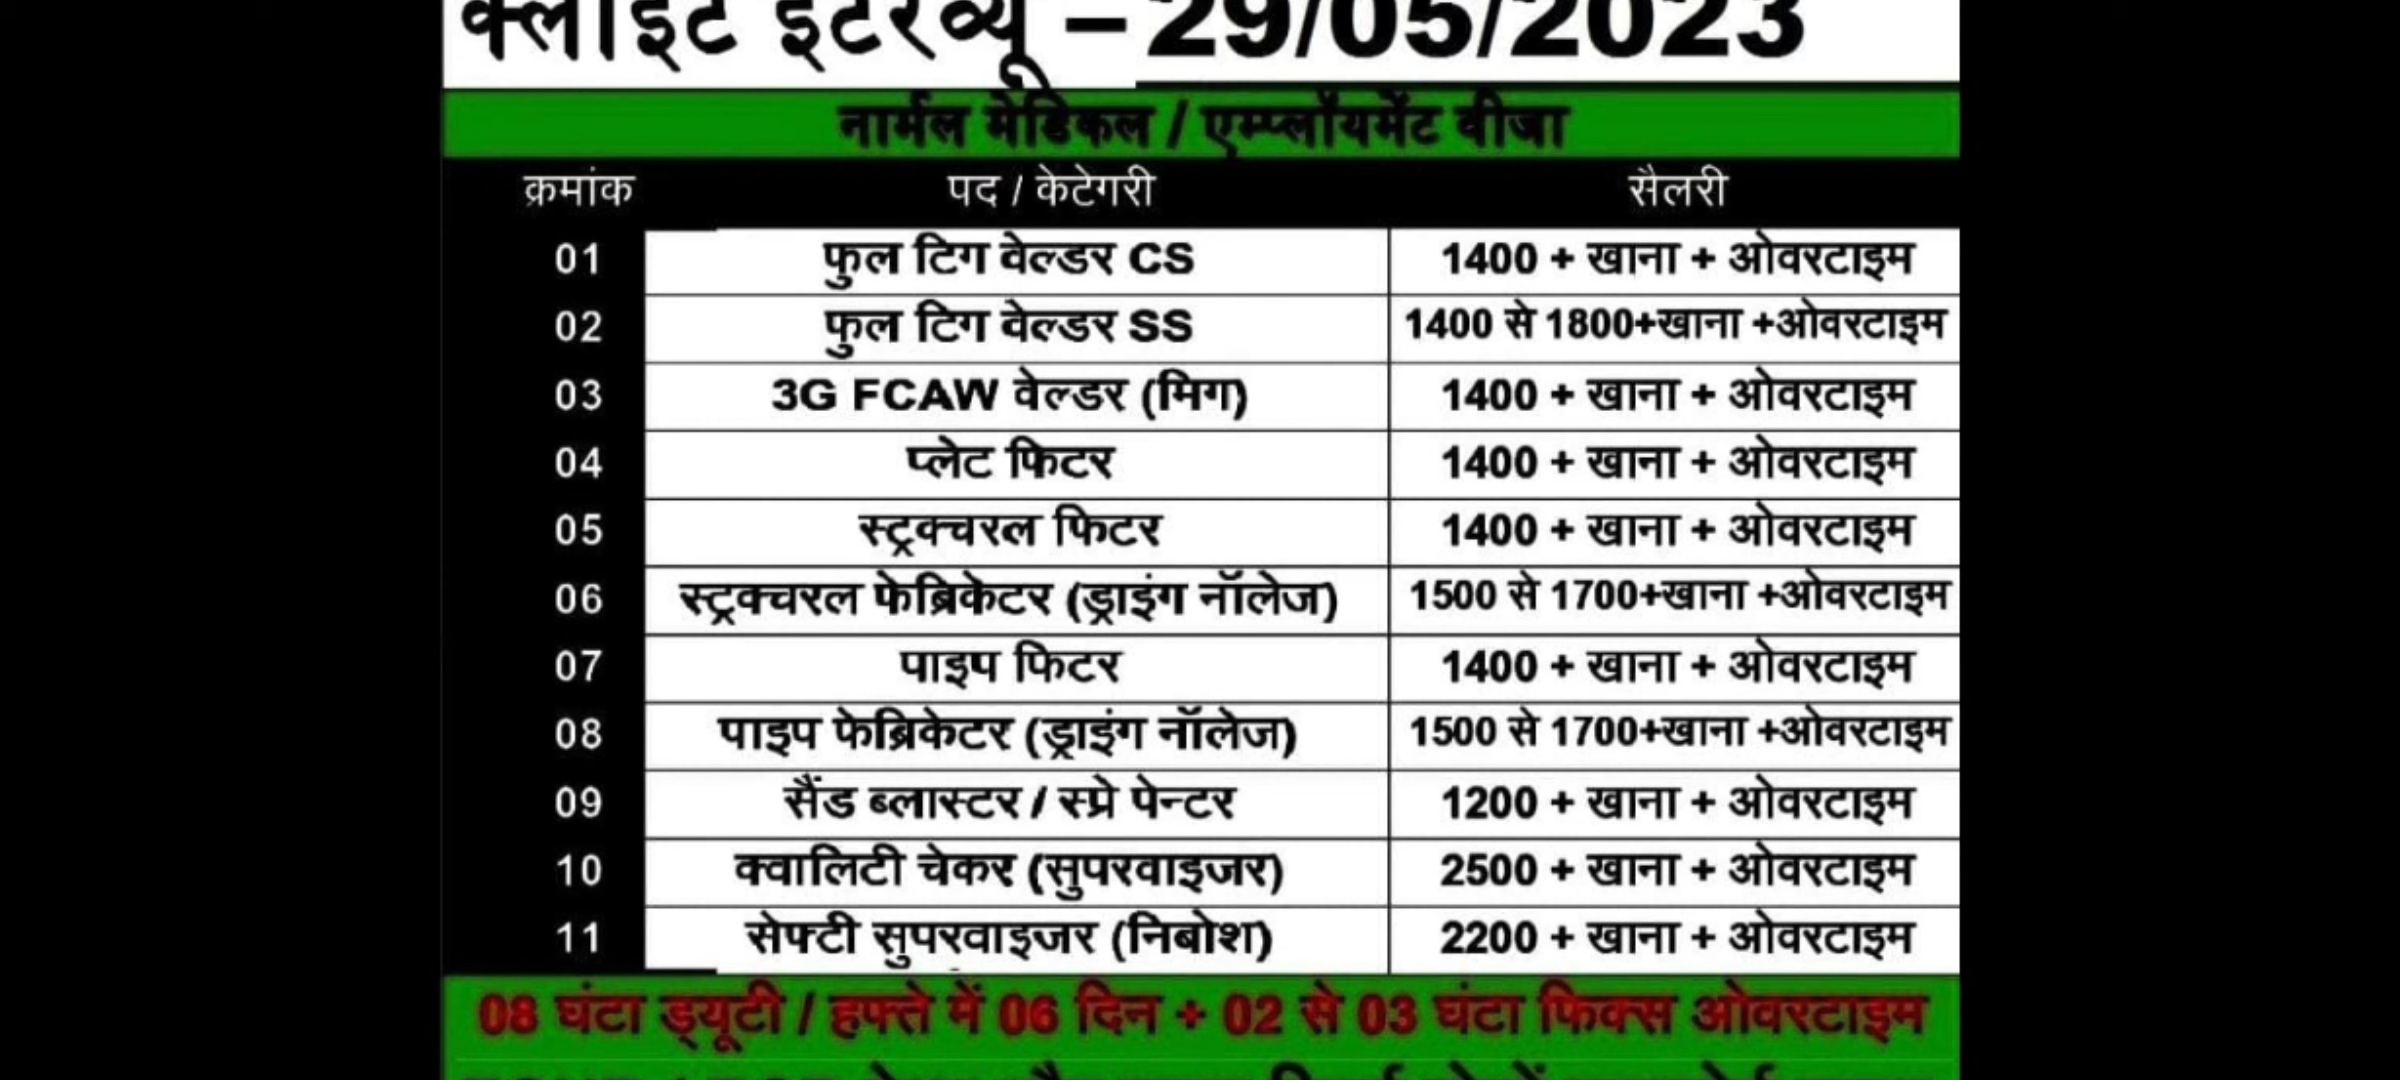 क्लाइंट इंटरव्यू – 29/05/2023
नार्मल मेडिकल / एम्प्लॉयमेंट वीजा
क्रमांक पद / केटेगरी सैलरी
01 फुल टिग वेल्डर CS 1400 + खाना + ओवरटाइम
02 फुल टिग वेल्डर SS 1400 से 1800+खाना +ओवरटाइम
03 3G FCAW वेल्डर (मिग) 1400 + खाना + ओवरटाइम
04 प्लेट फिटर 1400 + खाना + ओवरटाइम
05 स्ट्रक्चरल फिटर 1400 + खाना + ओवरटाइम
06 स्ट्रक्चरल फेब्रिकेटर (ड्राइंग नॉलेज) 1500 से 1700+खाना +ओवरटाइम
07 पाइप फिटर 1400 + खाना + ओवरटाइम
08 पाइप फेब्रिकेटर (ड्राइंग नॉलेज) 1500 से 1700+खाना +ओवरटाइम
09 सैंड ब्लास्टर / स्प्रे पेन्टर 1200 + खाना + ओवरटाइम
10 क्वालिटी चेकर (सुपरवाइजर) 2500 + खाना + ओवरटाइम
11 सेफ्टी सुपरवाइजर (निबोश) 2200 + खाना + ओवरटाइम
08 घंटा ड्यूटी / हफ्ते में 06 दिन + 02 से 03 घंटा फिक्स ओवरटाइम